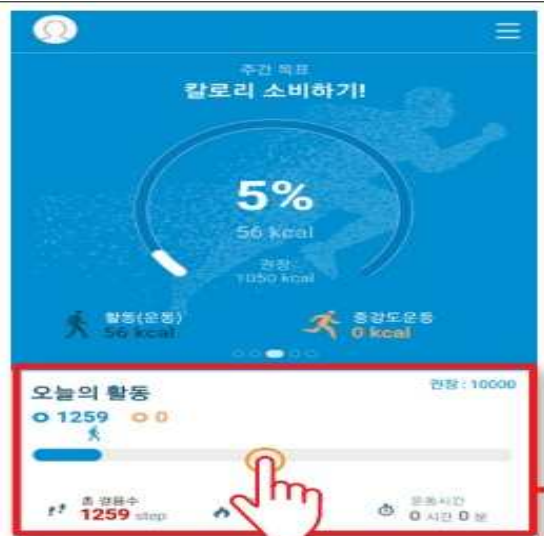 주간 목표
칼로리 소비하기!
5%
56 kcal
권장 :
1050 kcal
활동(운동)
56 kcal
중강도운동
0 kcal
오늘의 활동
권장 : 10000
1259 0
총 걸음수
1259 step
운동시간
0 시간 0 분